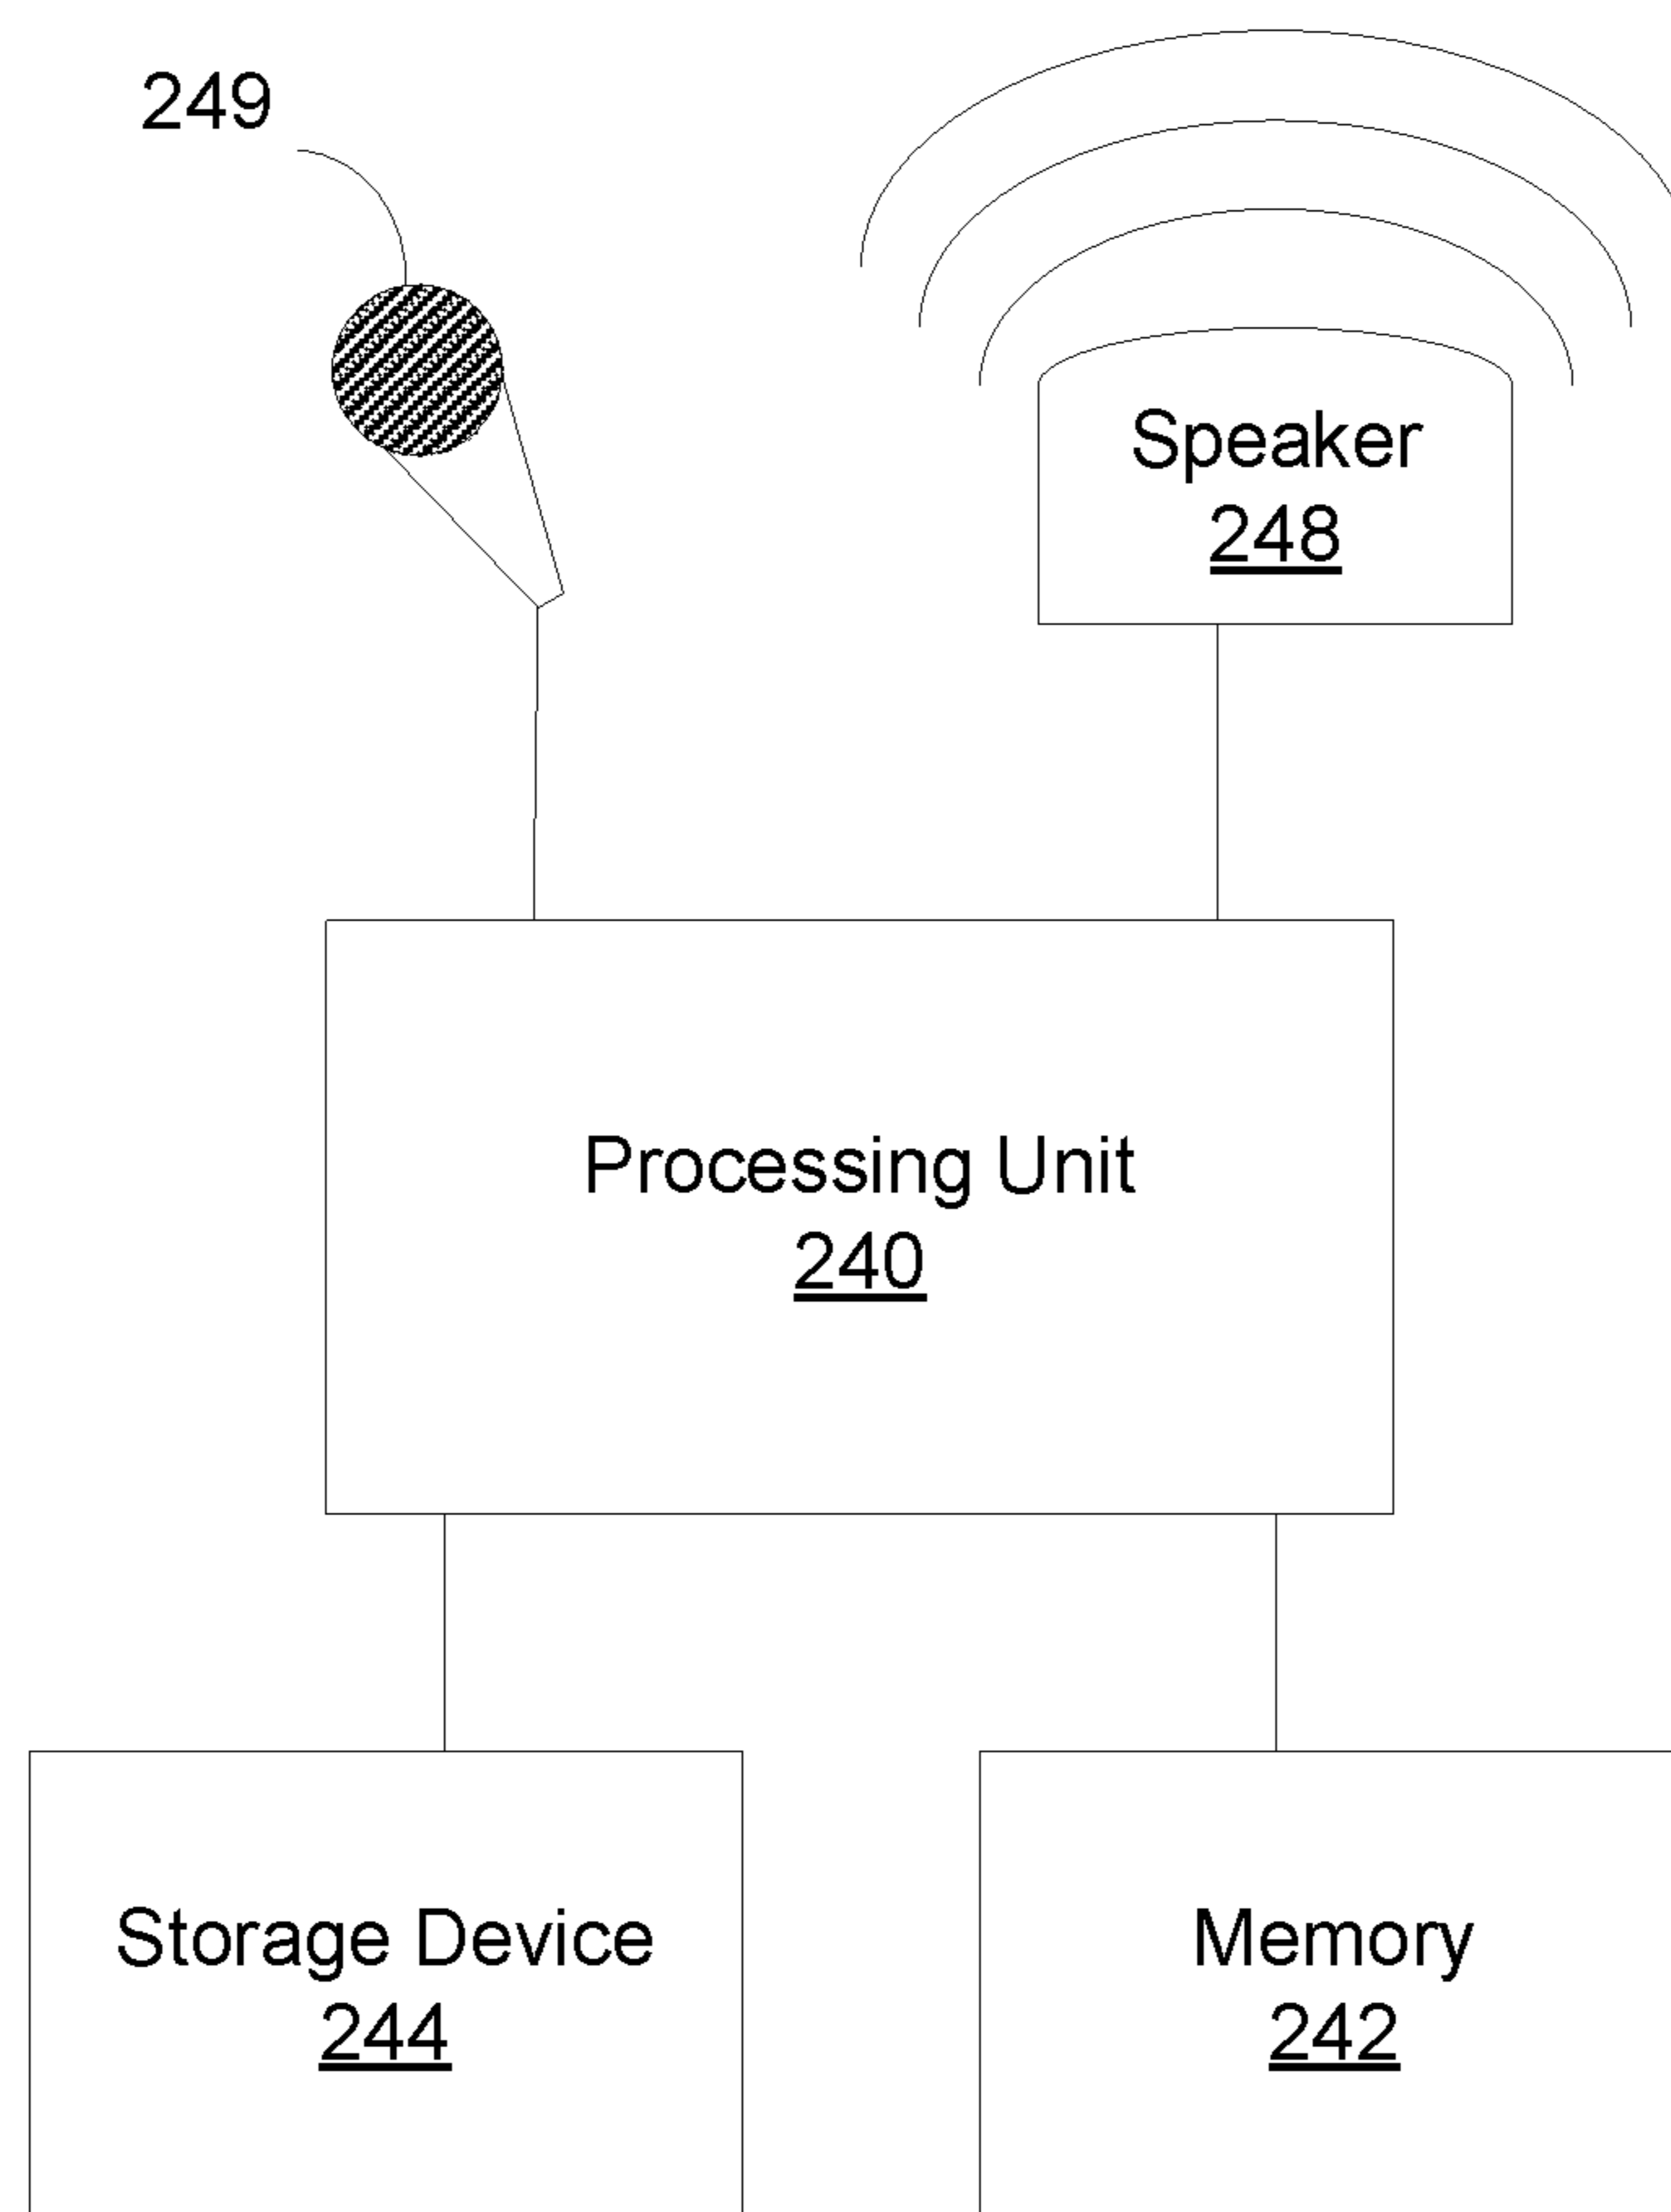 249
Speaker
248
Processing Unit
240
Storage Device
244
Memory
242